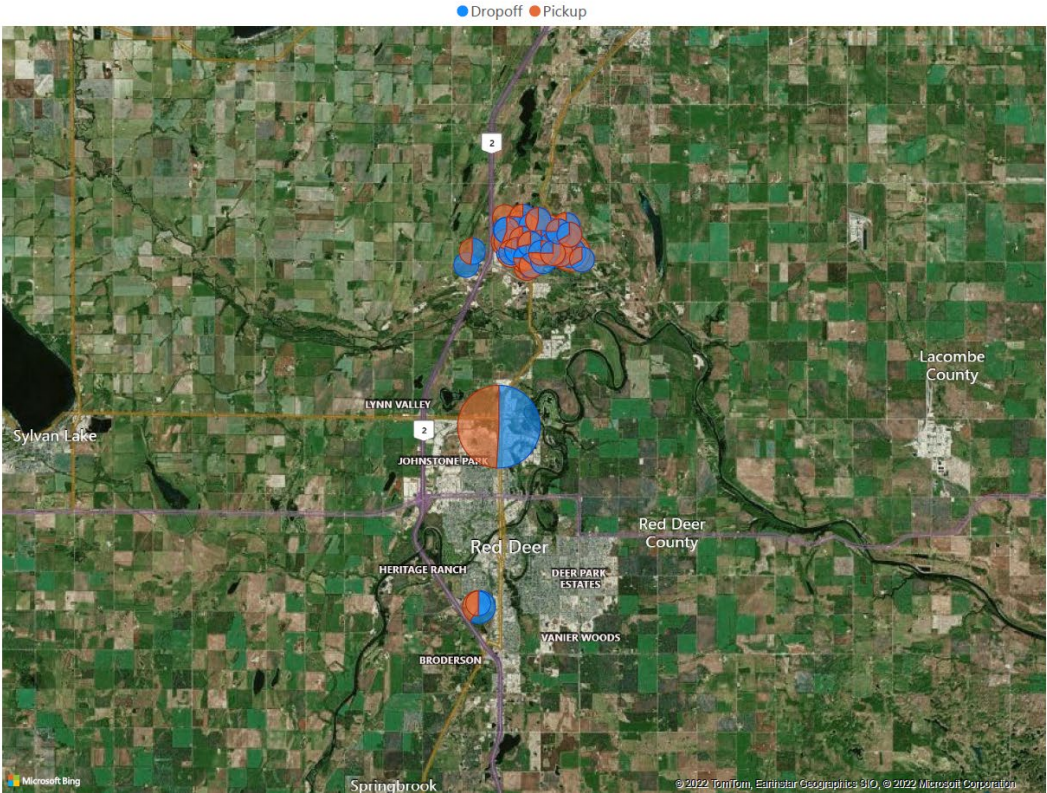 Dropoff Pickup
2
LYNN VALLEY
2
Lacombe
County
Sylvan Lake
JOHNSTONE PARK
Red Deer
County
Red Deer
HERITAGE RANCH
DEER PARK
ESTATES
VANIER WOODS
BRODERSON
Microsoft Bing
Springbrook
© 2022 TomTom, Earthstar Geographics SIO, © 2022 Microsoft Corporation